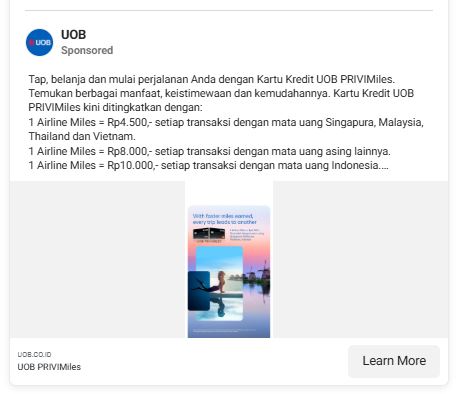 UOB
UOB
Sponsored
Tap, belanja dan mulai perjalanan Anda dengan Kartu Kredit UOB PRIVIMiles.
Temukan berbagai manfaat, keistimewaan dan kemudahannya. Kartu Kredit UOB
PRIVIMiles kini ditingkatkan dengan:
1 Airline Miles = Rp4.500,- setiap transaksi dengan mata uang Singapura, Malaysia,
Thailand dan Vietnam.
1 Airline Miles = Rp8.000,- setiap transaksi dengan mata uang asing lainnya.
1 Airline Miles = Rp10.000,- setiap transaksi dengan mata uang Indonesia....
With faster miles earned,
every trip leads to another
UOB PRIVIMILES
UOB.CO.ID
UOB PRIVIMiles
Learn More